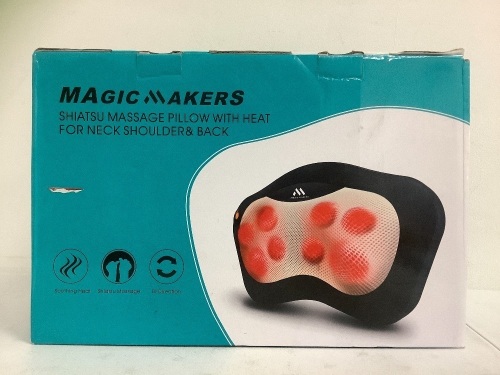 MAGIC MAKERS
SHIATSU MASSAGE PILLOW WITH HEAT
FOR NECK SHOULDER& BACK